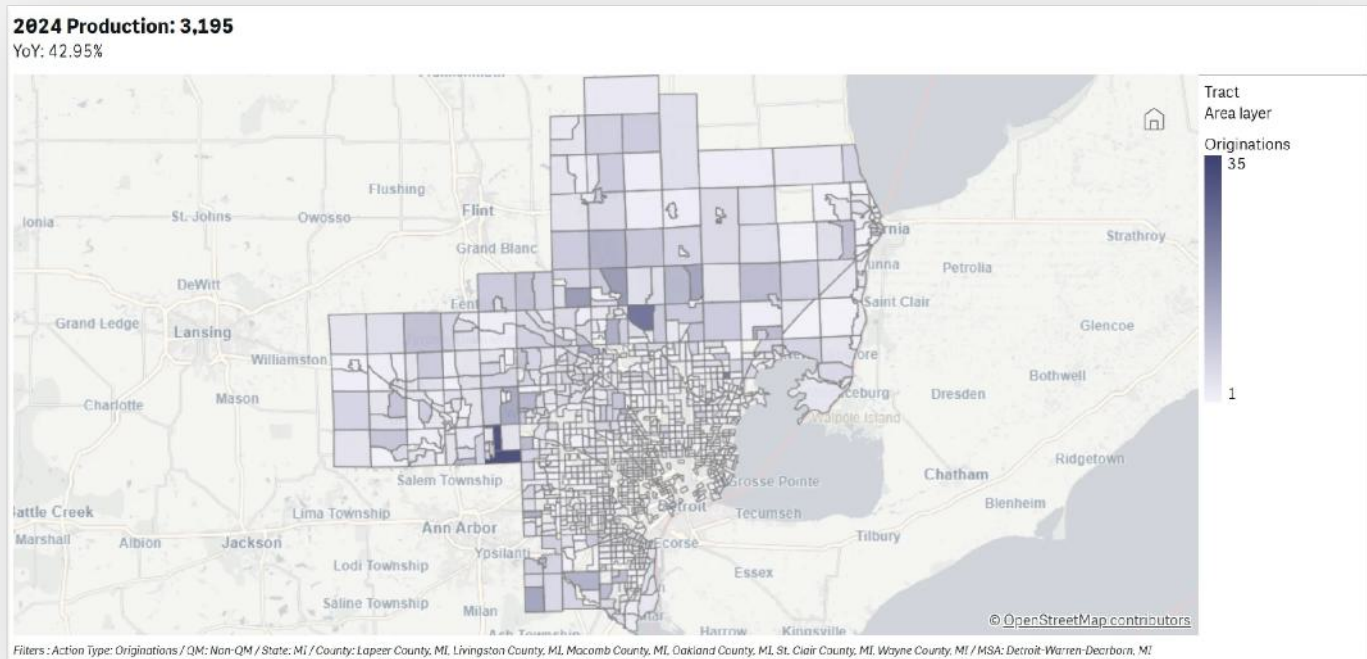 2024 Production: 3,195
YoY: 42.95%
Tract
Area layer
Originations
35
1
Flushing
Flint
Ionia
St. Johns
Owosso
Grand Blanc
Strathroy
Petrolia
DeWitt
Saint Clair
Grand Ledge
Lansing
Glencoe
Williamston
Bothwell
Charlotte
Mason
Dresden
Walpole Island
Ridgetown
Chatham
Salem Township
Grosse Pointe
Blenheim
Battle Creek
Lima Township
Tecumseh
Ann Arbor
Marshall
Albion
Jackson
Tilbury
Ecorse
Ypsilanti
Lodi Township
Essex
Saline Township
Milan
© OpenStreetMap contributors
Harrow
Kingsville
Filters : Action Type: Originations / QM: Non-QM / State: MI / County: Lapeer County, MI, Livingston County, MI, Macomb County, MI, Oakland County, MI, St. Clair County, MI, Wayne County, MI / MSA: Detroit-Warren-Dearborn, MI